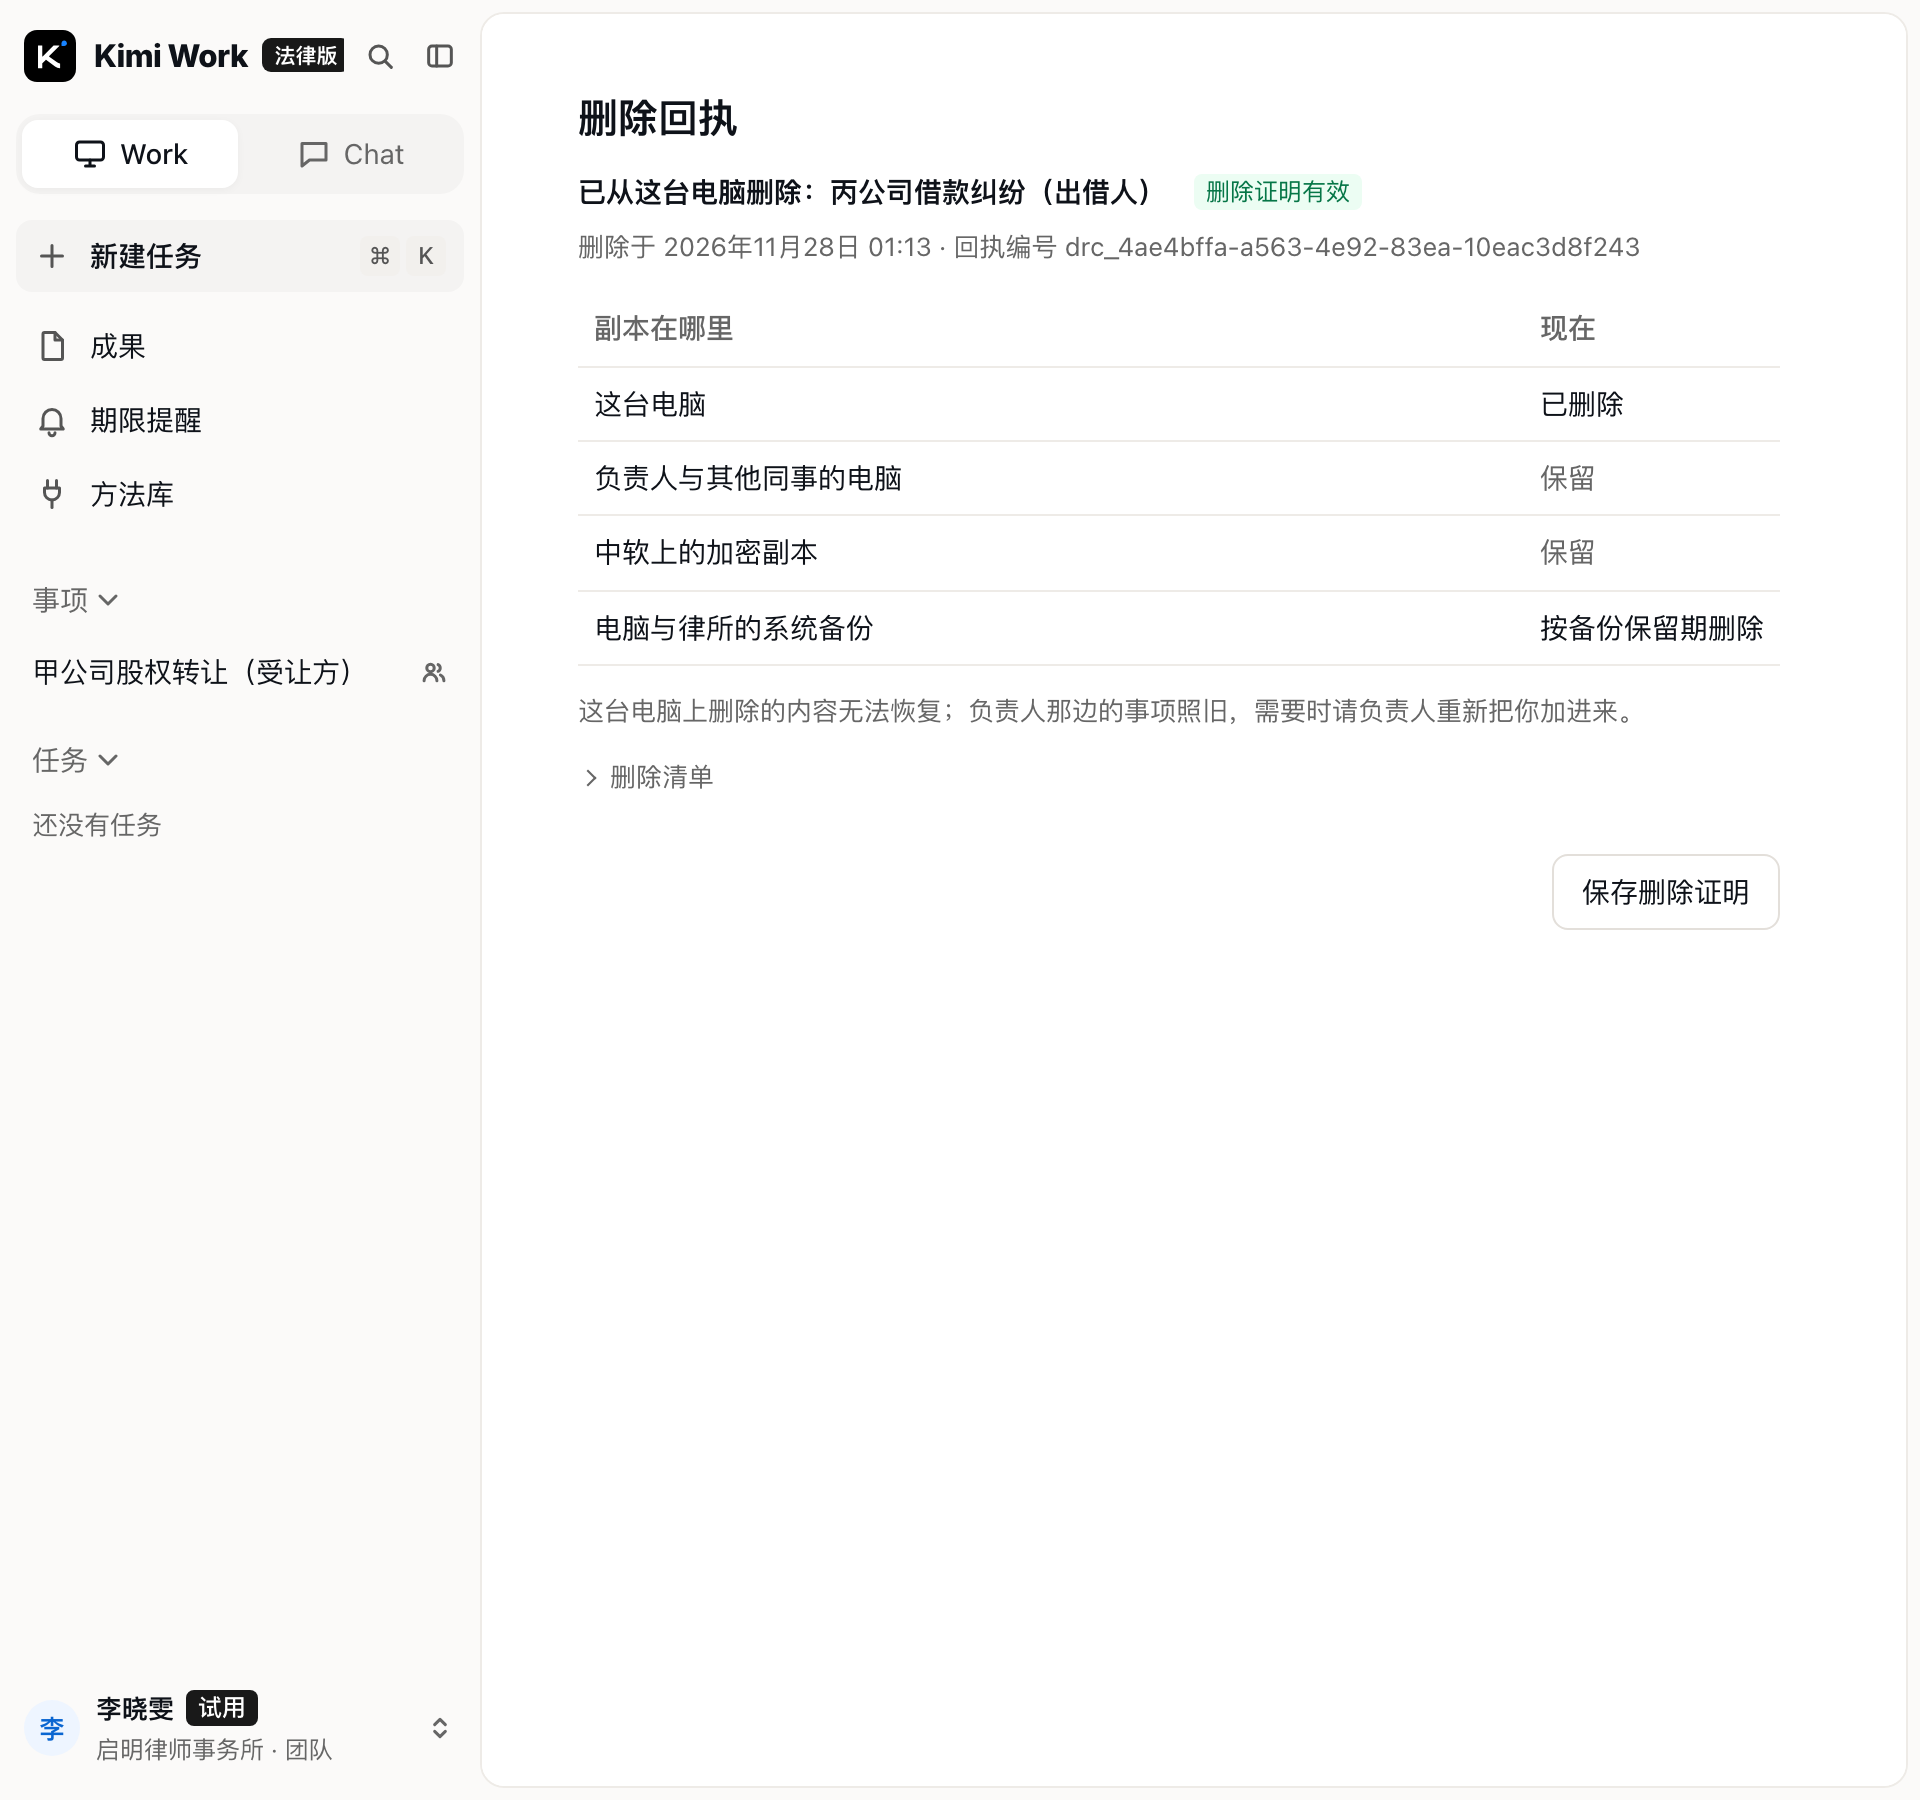 Kimi Work 法律版
Work
Chat
新建任务 ⌘ K
成果
期限提醒
方法库
事项
甲公司股权转让（受让方）
任务
还没有任务
李 李晓雯 试用
启明律师事务所 · 团队
删除回执
已从这台电脑删除：丙公司借款纠纷（出借人） 删除证明有效
删除于 2026年11月28日 01:13 · 回执编号 drc_4ae4bffa-a563-4e92-83ea-10eac3d8f243
副本在哪里 现在
这台电脑 已删除
负责人与其他同事的电脑 保留
中软上的加密副本 保留
电脑与律所的系统备份 按备份保留期删除
这台电脑上删除的内容无法恢复；负责人那边的事项照旧，需要时请负责人重新把你加进来。
删除清单
保存删除证明